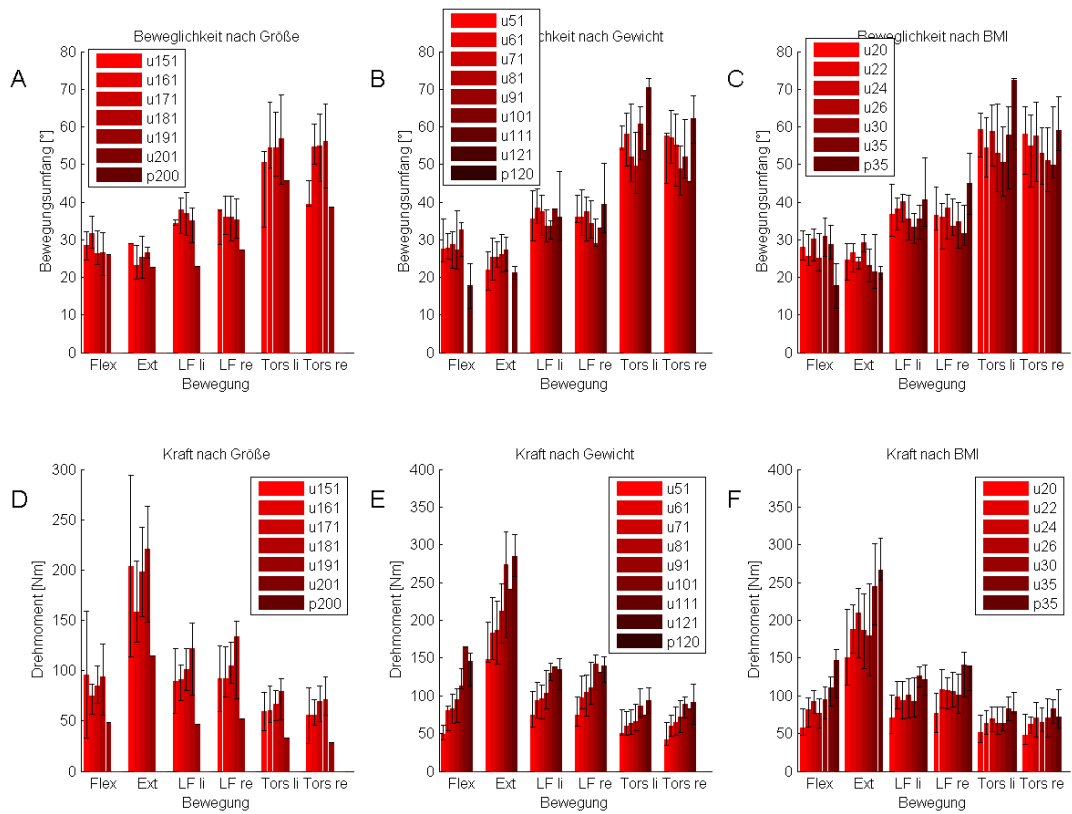 A
Beweglichkeit nach Größe
Bewegungsumfang [°]
80
70
60
50
40
30
20
10
0
u151
u161
u171
u181
u191
u201
p200
Flex Ext LF li LF re Tors li Tors re
Bewegung
B
chkeit nach Gewicht
80
70
60
50
40
30
20
10
0
u51
u61
u71
u81
u91
u101
u111
u121
p120
Flex Ext LF li LF re Tors li Tors re
Bewegung
C
Beweglichkeit nach BMI
Bewegungsumfang [°]
80
70
60
50
40
30
20
10
0
u20
u22
u24
u26
u30
u35
p35
Flex Ext LF li LF re Tors li Tors re
Bewegung
D
Kraft nach Größe
Drehmoment [Nm]
300
250
200
150
100
50
0
u151
u161
u171
u181
u191
u201
p200
Flex Ext LF li LF re Tors li Tors re
Bewegung
E
Kraft nach Gewicht
Drehmoment [Nm]
400
350
300
250
200
150
100
50
0
u51
u61
u71
u81
u91
u101
u111
u121
p120
Flex Ext LF li LF re Tors li Tors re
Bewegung
F
Kraft nach BMI
Drehmoment [Nm]
400
350
300
250
200
150
100
50
0
u20
u22
u24
u26
u30
u35
p35
Flex Ext LF li LF re Tors li Tors re
Bewegung